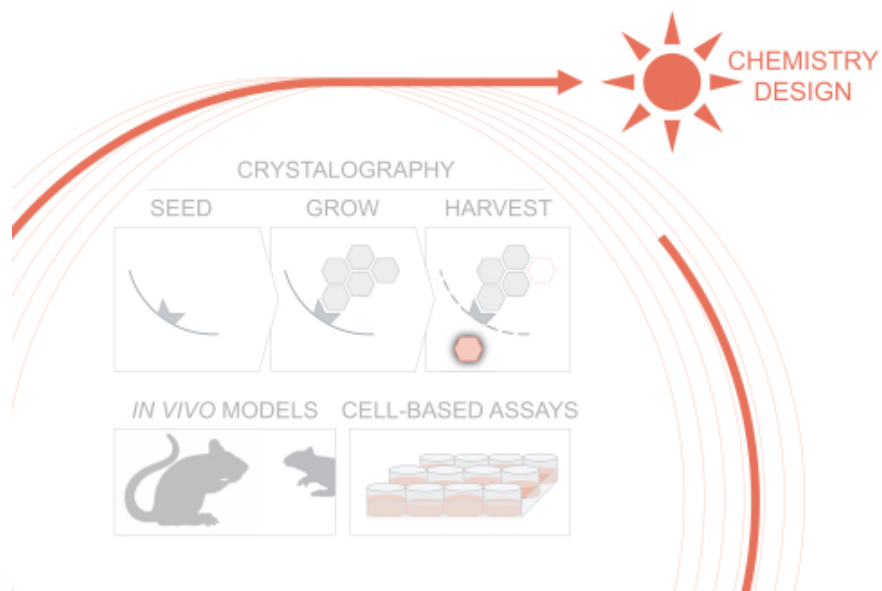 CHEMISTRY
DESIGN
CRYSTALOGRAPHY
SEED GROW HARVEST
IN VIVO MODELS CELL-BASED ASSAYS